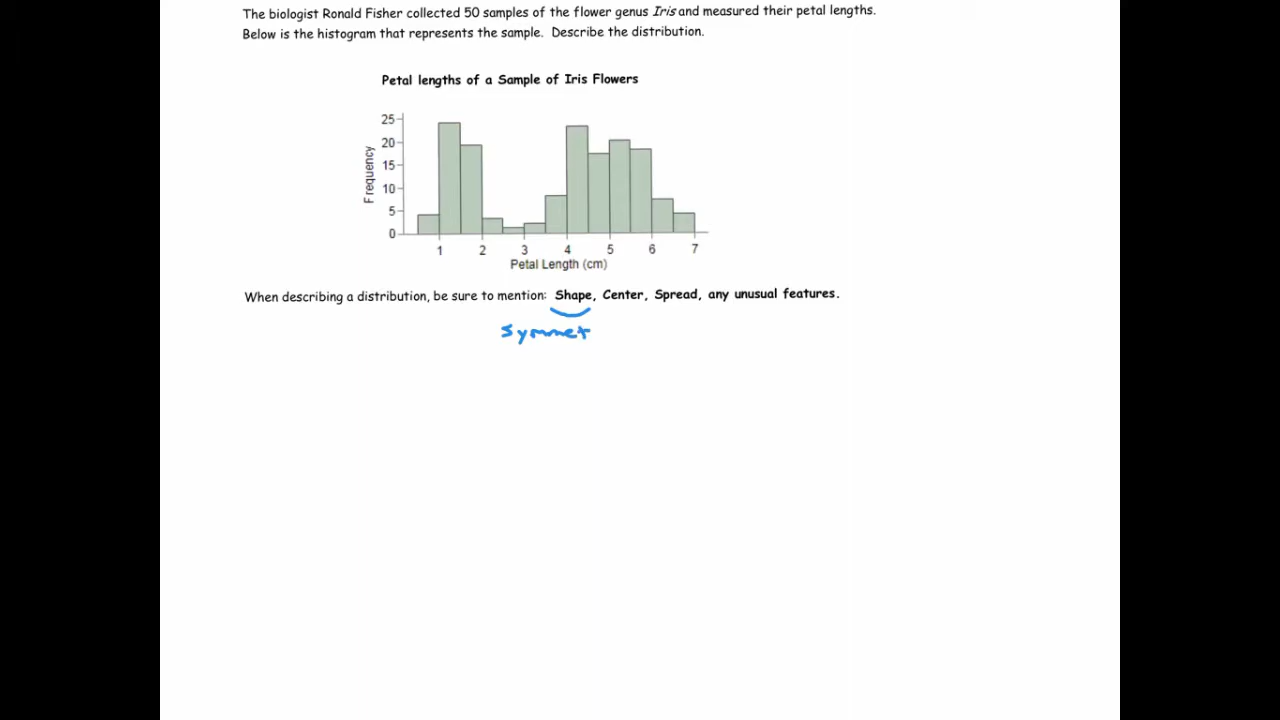 The biologist Ronald Fisher collected 50 samples of the flower genus Iris and measured their petal lengths.
Below is the histogram that represents the sample. Describe the distribution.
Petal lengths of a Sample of Iris Flowers
25
20
15
10
5
0
Frequency
1 2 3 4 5 6 7
Petal Length (cm)
When describing a distribution, be sure to mention: Shape, Center, Spread, any unusual features.
Symmet